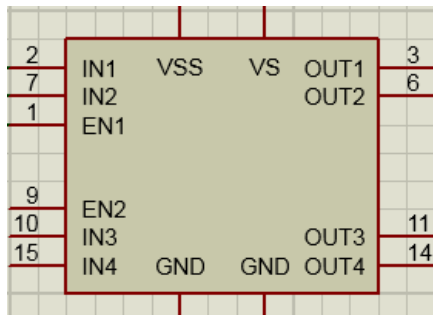 2 IN1 VSS VS OUT1 3
7 IN2 OUT2 6
1 EN1
9 EN2
10 IN3 OUT3 11
15 IN4 GND GND OUT4 14